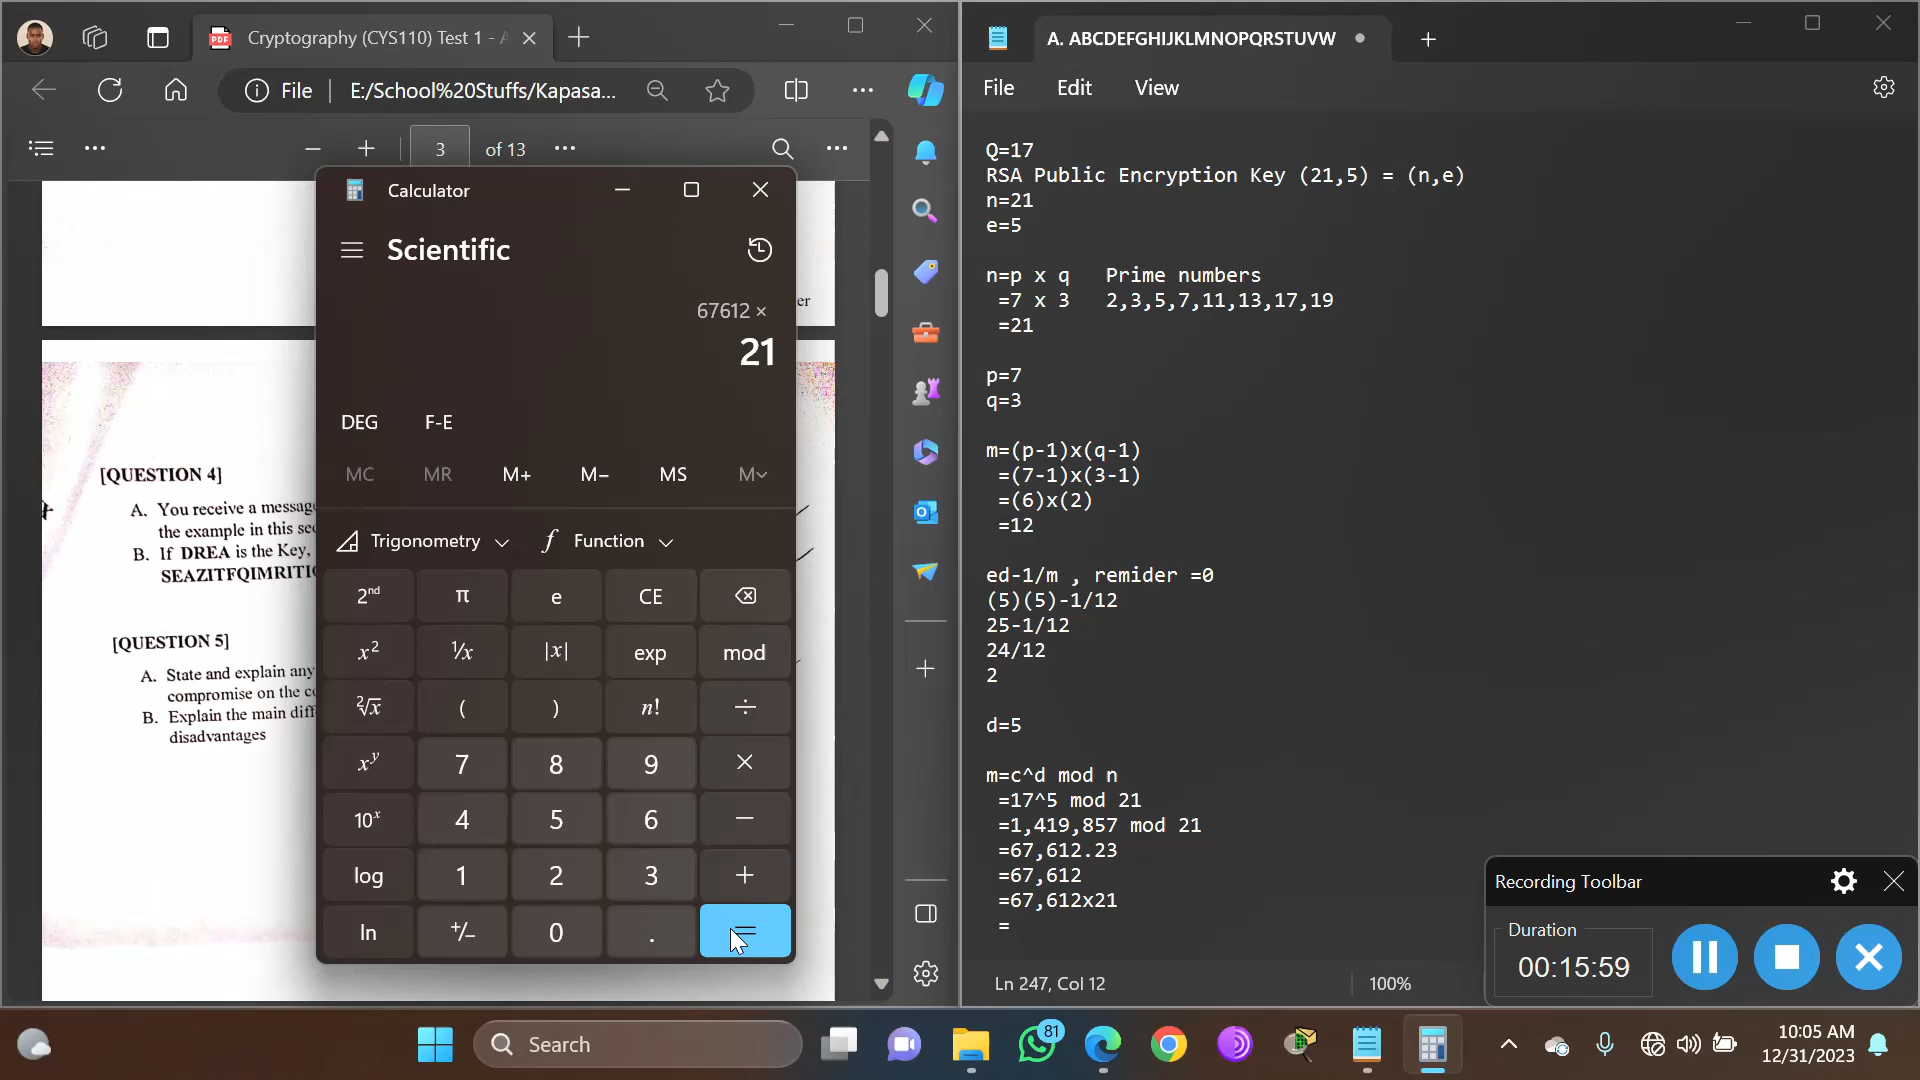 Cryptography (CYS110) Test 1 - A
File
E:/School%20Stuffs/Kapasa...
3 of 13
er
[QUESTION 4]
A. You receive a message
the example in this sec
B. If DREA is the Key,
SEAZITFQIMRITIO
[QUESTION 5]
A. State and explain any
compromise on the co
B. Explain the main diff
disadvantages
Calculator
Scientific
67612 ×
21
DEG F-E
MC MR M+ M− MS M
Trigonometry Function
2nd π e CE
x² ¹/x |x| exp mod
²√x ( ) n! ÷
xʸ 7 8 9 ×
10ˣ 4 5 6 −
log 1 2 3 +
ln +/− 0 . =
A. ABCDEFGHIJKLMNOPQRSTUVW
File Edit View
Q=17
RSA Public Encryption Key (21,5) = (n,e)
n=21
e=5
n=p x q Prime numbers
=7 x 3 2,3,5,7,11,13,17,19
=21
p=7
q=3
m=(p-1)x(q-1)
=(7-1)x(3-1)
=(6)x(2)
=12
ed-1/m , remider =0
(5)(5)-1/12
25-1/12
24/12
2
d=5
m=c^d mod n
=17^5 mod 21
=1,419,857 mod 21
=67,612.23
=67,612
=67,612x21
=
Ln 247, Col 12 100%
Recording Toolbar
Duration
00:15:59
Search
81
10:05 AM
12/31/2023